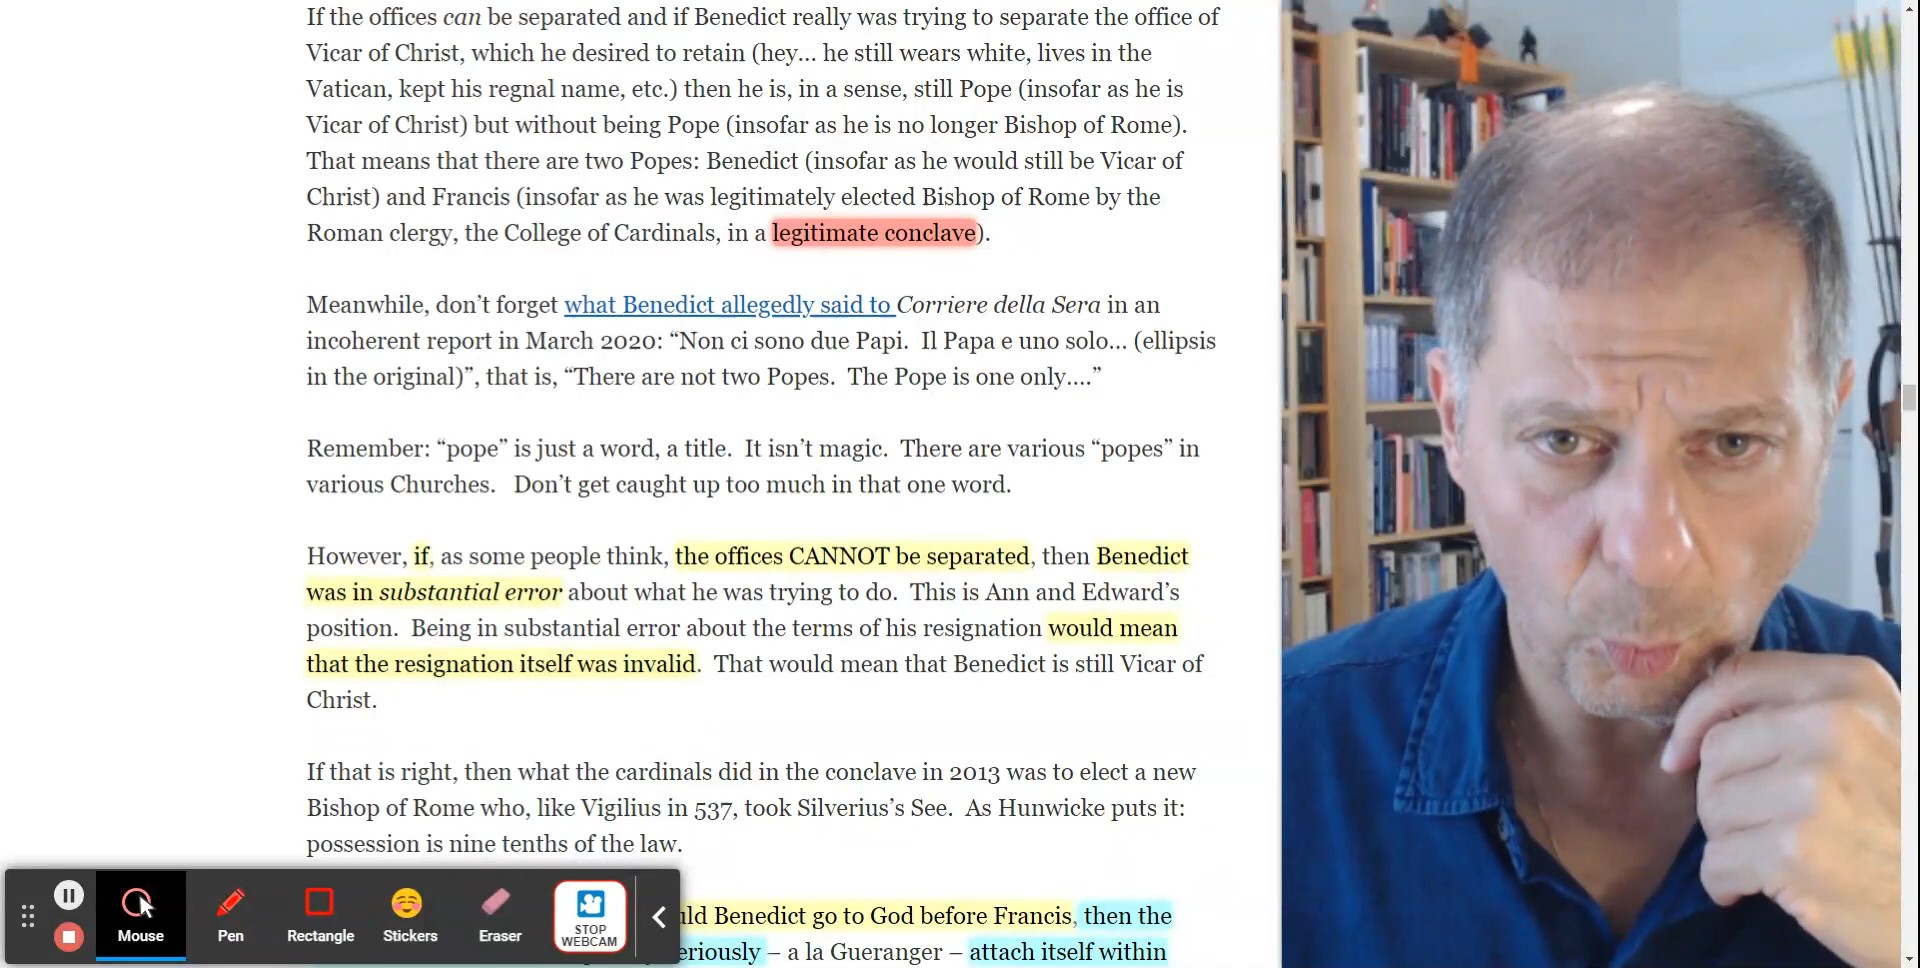 If the offices can be separated and if Benedict really was trying to separate the office of
Vicar of Christ, which he desired to retain (hey… he still wears white, lives in the
Vatican, kept his regnal name, etc.) then he is, in a sense, still Pope (insofar as he is
Vicar of Christ) but without being Pope (insofar as he is no longer Bishop of Rome).
That means that there are two Popes: Benedict (insofar as he would still be Vicar of
Christ) and Francis (insofar as he was legitimately elected Bishop of Rome by the
Roman clergy, the College of Cardinals, in a legitimate conclave).
Meanwhile, don’t forget what Benedict allegedly said to Corriere della Sera in an
incoherent report in March 2020: “Non ci sono due Papi.  Il Papa e uno solo… (ellipsis
in the original)”, that is, “There are not two Popes.  The Pope is one only….”
Remember: “pope” is just a word, a title.  It isn’t magic.  There are various “popes” in
various Churches.   Don’t get caught up too much in that one word.
However, if, as some people think, the offices CANNOT be separated, then Benedict
was in substantial error about what he was trying to do.  This is Ann and Edward’s
position.  Being in substantial error about the terms of his resignation would mean
that the resignation itself was invalid.  That would mean that Benedict is still Vicar of
Christ.
If that is right, then what the cardinals did in the conclave in 2013 was to elect a new
Bishop of Rome who, like Vigilius in 537, took Silverius’s See.  As Hunwicke puts it:
possession is nine tenths of the law.
Benedict go to God before Francis, then the
– a la Gueranger – attach itself within
Mouse
Pen
Rectangle
Stickers
Eraser
STOP
WEBCAM